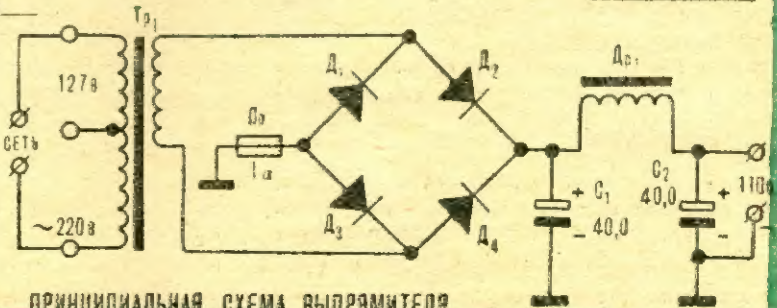 Тр₁
127в
СЕТЬ
~220в
Пр
1а
Д₁
Д₂
Д₃
Д₄
Др₁
+ С₁
- 40,0
С₂
40,0
+
-
110в
ПРИНЦИПИАЛЬНАЯ СХЕМА ВЫПРЯМИТЕЛЯ